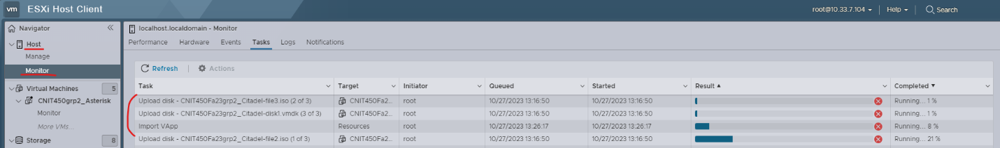 vm ESXi Host Client root@10.33.7.104 Help Search
Navigator localhost.localdomain - Monitor
Host Performance Hardware Events Tasks Logs Notifications
Manage
Monitor Refresh Actions
Virtual Machines 5 Task Target Initiator Queued Started Result Completed
CNIT450grp2_Asterisk Upload disk - CNIT450Fa23grp2_Citadel-file3.iso (2 of 3) CNIT450Fa2... root 10/27/2023 13:16:50 10/27/2023 13:16:50 Running... 1 %
Monitor Upload disk - CNIT450Fa23grp2_Citadel-disk1.vmdk (3 of 3) CNIT450Fa2... root 10/27/2023 13:16:50 10/27/2023 13:16:50 Running... 1 %
More VMs... Import VApp Resources root 10/27/2023 13:26:17 10/27/2023 13:26:17 Running... 8 %
Storage 8 Upload disk - CNIT450Fa23grp2_Citadel-file2.iso (1 of 3) CNIT450Fa2... root 10/27/2023 13:16:50 10/27/2023 13:16:50 Running... 21 %